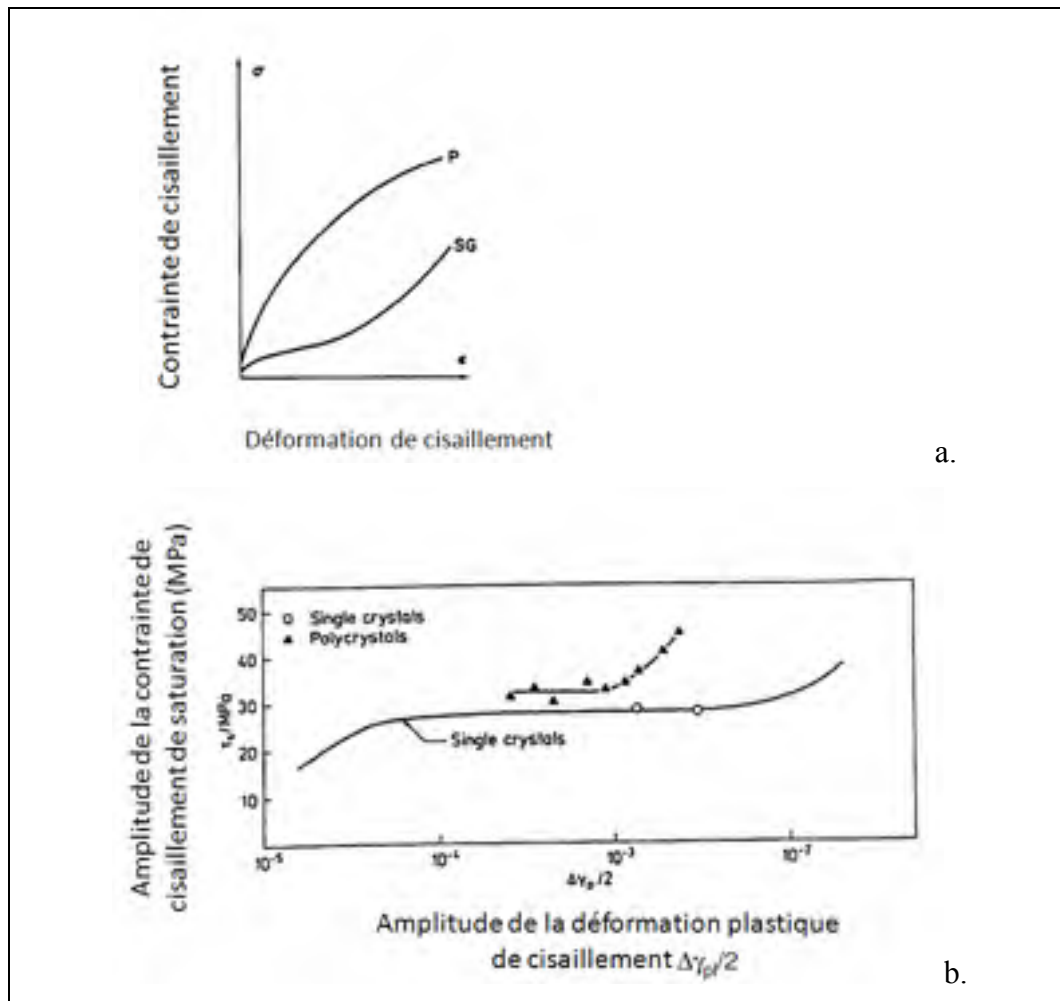 Contrainte de cisaillement
σ
P
SG
ε
Déformation de cisaillement
a.
Amplitude de la contrainte de
cisaillement de saturation (MPa)
τs/MPa
50
40
30
20
10
○ Single crystals
▲ Polycrystals
Single crystals
10-5
10-4
10-3
10-2
Δγp/2
Amplitude de la déformation plastique
de cisaillement Δγpl/2
b.